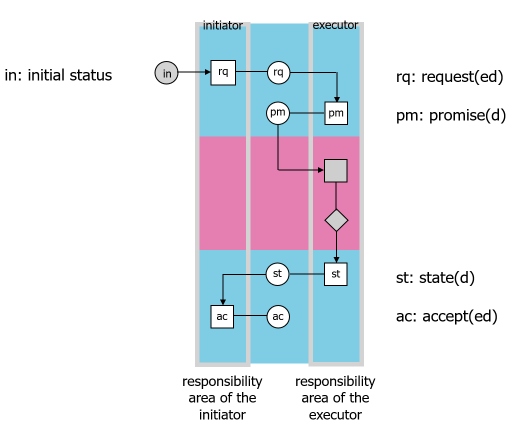 initiator
executor
in: initial status
in
rq
rq
rq: request(ed)
pm
pm
pm: promise(d)
st
st
st: state(d)
ac
ac
ac: accept(ed)
responsibility
area of the
initiator
responsibility
area of the
executor